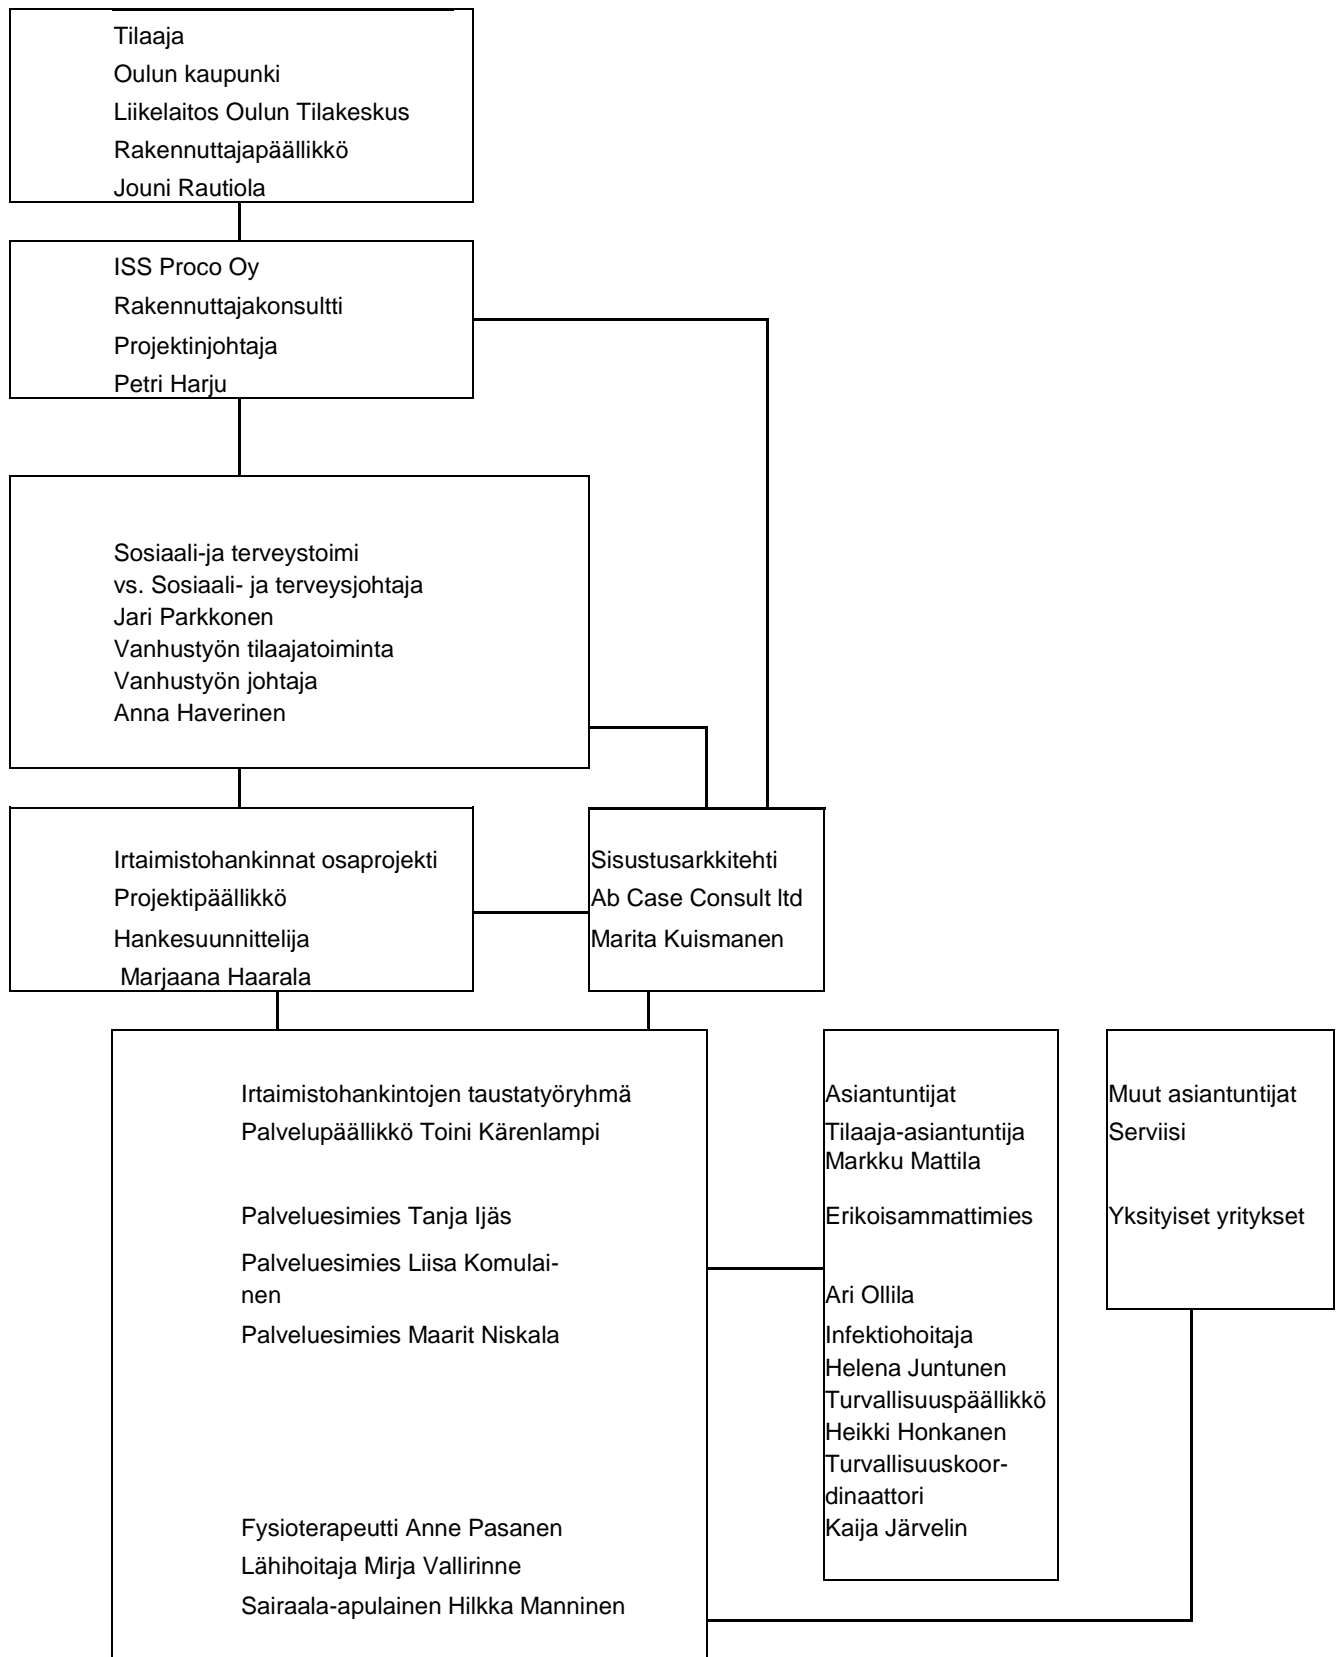 Tilaaja
Oulun kaupunki
Liikelaitos Oulun Tilakeskus
Rakennuttajapäällikkö
Jouni Rautiola
ISS Proco Oy
Rakennuttajakonsultti
Projektinjohtaja
Petri Harju
Sosiaali-ja terveystoimi
vs. Sosiaali- ja terveysjohtaja
Jari Parkkonen
Vanhustyön tilaajatoiminta
Vanhustyön johtaja
Anna Haverinen
Irtaimistohankinnat osaprojekti
Projektipäällikkö
Hankesuunnittelija
Marjaana Haarala
Sisustusarkkitehti
Ab Case Consult ltd
Marita Kuismanen
Irtaimistohankintojen taustatyöryhmä
Palvelupäällikkö Toini Kärenlampi
Palveluesimies Tanja Ijäs
Palveluesimies Liisa Komulai-
nen
Palveluesimies Maarit Niskala
Fysioterapeutti Anne Pasanen
Lähihoitaja Mirja Vallirinne
Sairaala-apulainen Hilkka Manninen
Asiantuntijat
Tilaaja-asiantuntija
Markku Mattila
Erikoisammattimies
Ari Ollila
Infektiohoitaja
Helena Juntunen
Turvallisuuspäällikkö
Heikki Honkanen
Turvallisuuskoor-
dinaattori
Kaija Järvelin
Muut asiantuntijat
Serviisi
Yksityiset yritykset